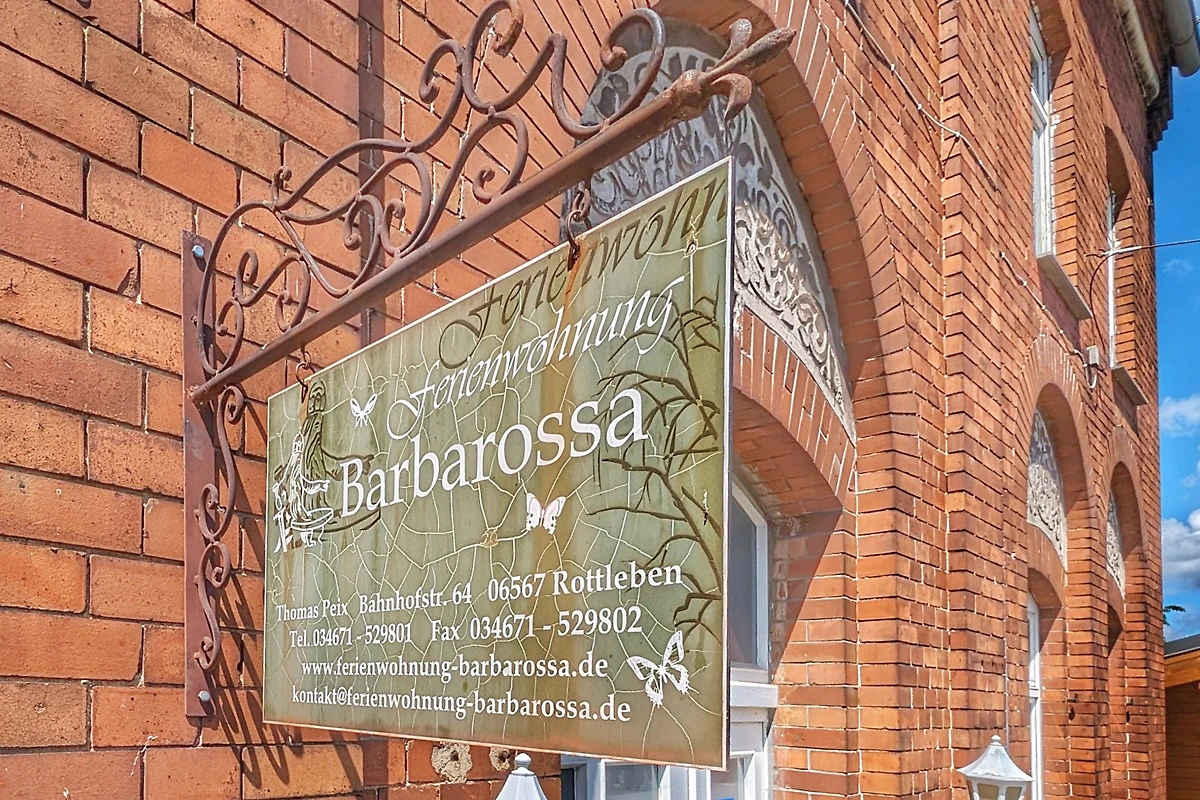 Ferienwohn
Ferienwohnung
Barbarossa
Thomas Peix Bahnhofstr. 64 06567 Rottleben
Tel. 034671 - 529801 Fax 034671 - 529802
www.ferienwohnung-barbarossa.de
kontakt@ferienwohnung-barbarossa.de